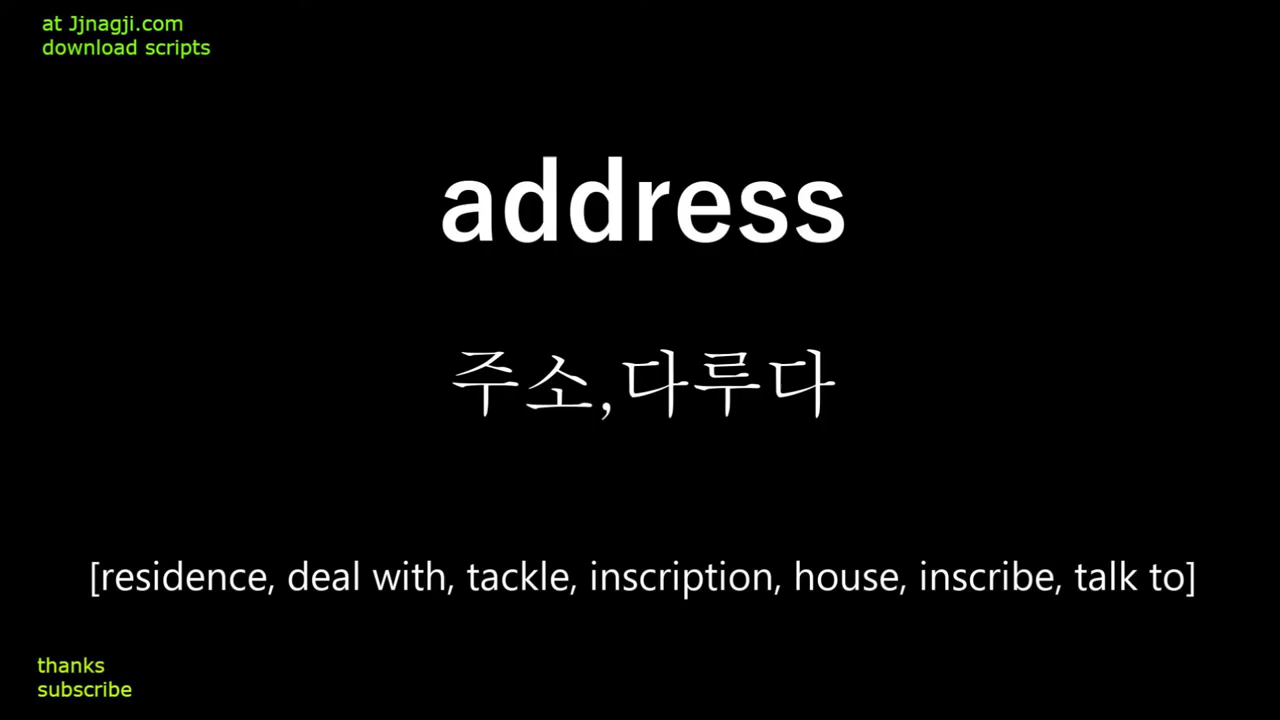 at Jjnagji.com
download scripts
address
주소,다루다
[residence, deal with, tackle, inscription, house, inscribe, talk to]
thanks
subscribe